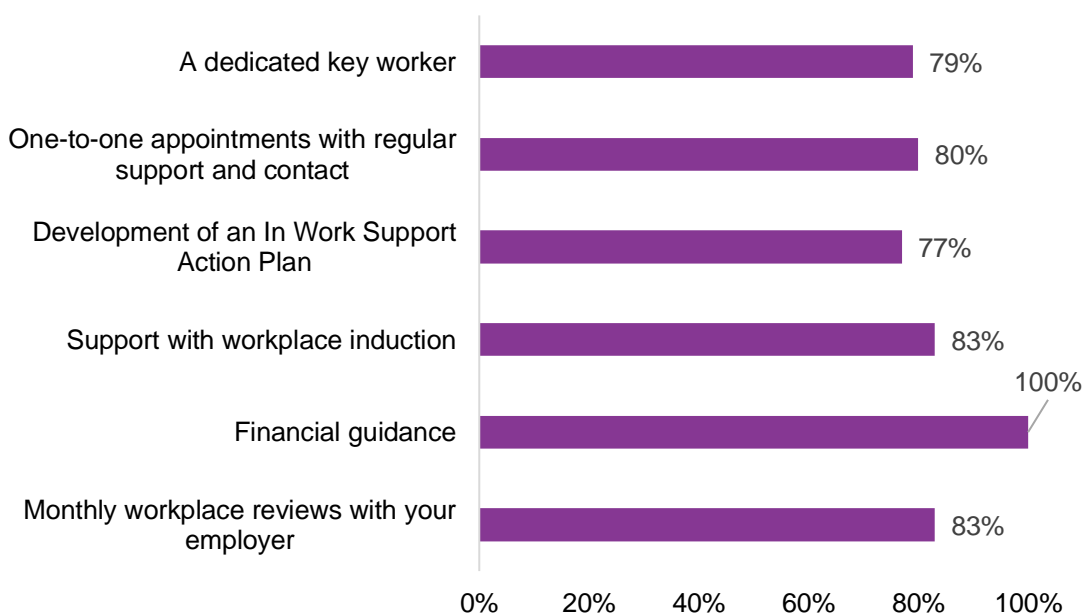 A dedicated key worker
79%
One-to-one appointments with regular
support and contact
80%
Development of an In Work Support
Action Plan
77%
Support with workplace induction
83%
100%
Financial guidance
Monthly workplace reviews with your
employer
83%
0% 20% 40% 60% 80% 100%